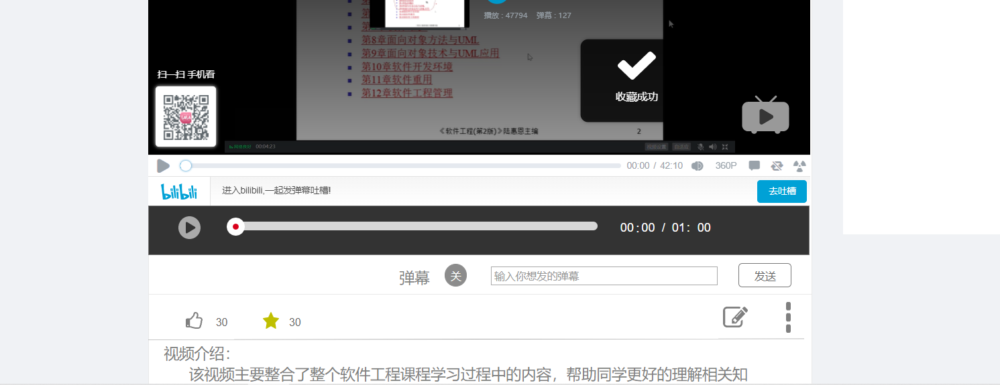 播放 : 47794 弹幕 : 127
第8章面向对象方法与UML
第9章面向对象技术与UML应用
第10章软件开发环境
第11章软件重用
第12章软件工程管理
扫一扫 手机看
收藏成功
《软件工程(第2版)》陆惠恩主编 2
00:04:23
视频设置 自适应
00:00 / 42:10 360P
bilibili 进入bilibili,一起发弹幕吐槽! 去吐槽
00:00 / 01: 00
弹幕 关 输入你想发的弹幕 发送
30 30
视频介绍：
该视频主要整合了整个软件工程课程学习过程中的内容，帮助同学更好的理解相关知